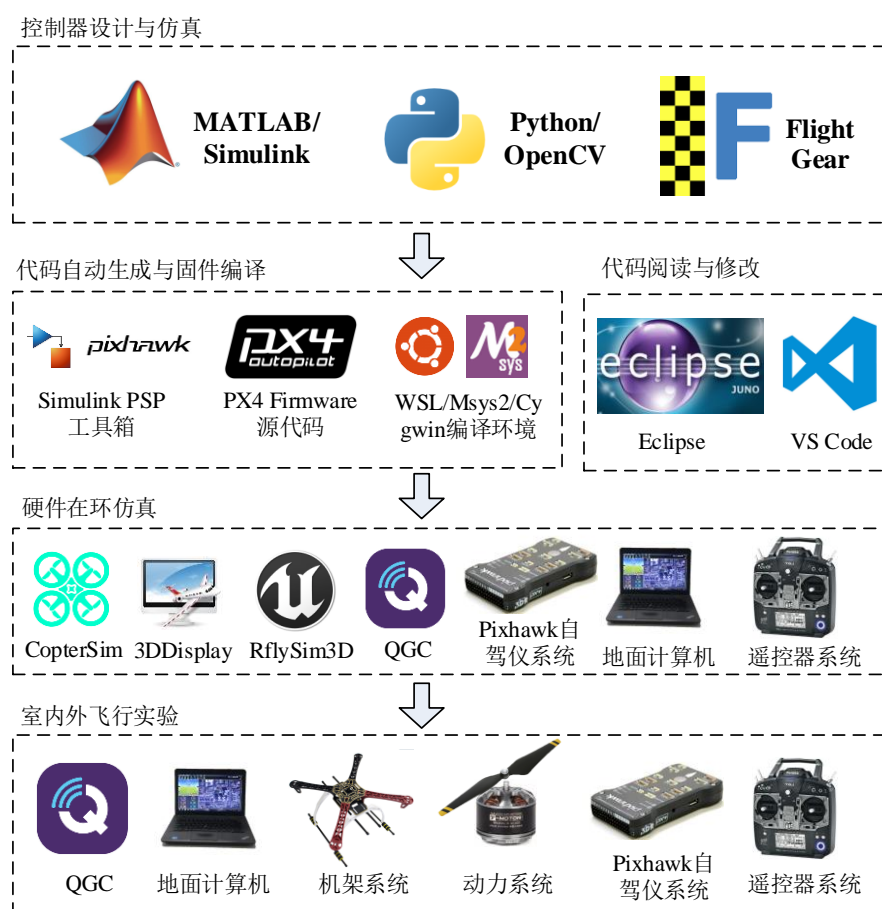 控制器设计与仿真
MATLAB/
Simulink
Python/
OpenCV
F
Flight
Gear
代码自动生成与固件编译
代码阅读与修改
pixhawk
Simulink PSP
工具箱
px4
autopilot
PX4 Firmware
源代码
M2
sys
WSL/Msys2/Cy
gwin编译环境
eclipse
JUNO
Eclipse
VS Code
硬件在环仿真
CopterSim
3DDisplay
RflySim3D
QGC
pixhawk
Pixhawk自
驾仪系统
地面计算机
遥控器系统
室内外飞行实验
QGC
地面计算机
机架系统
T-MOTOR
动力系统
pixhawk
Pixhawk自
驾仪系统
遥控器系统